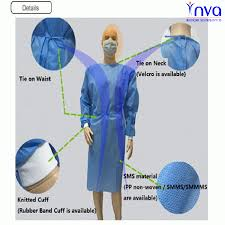 Details
ynva
Tie on Neck
(Velcro is available)
Tie on Waist
SMS material
(PP non-woven / SMMS/SMMMS
are available)
Knitted Cuff
(Rubber Band Cuff is available)